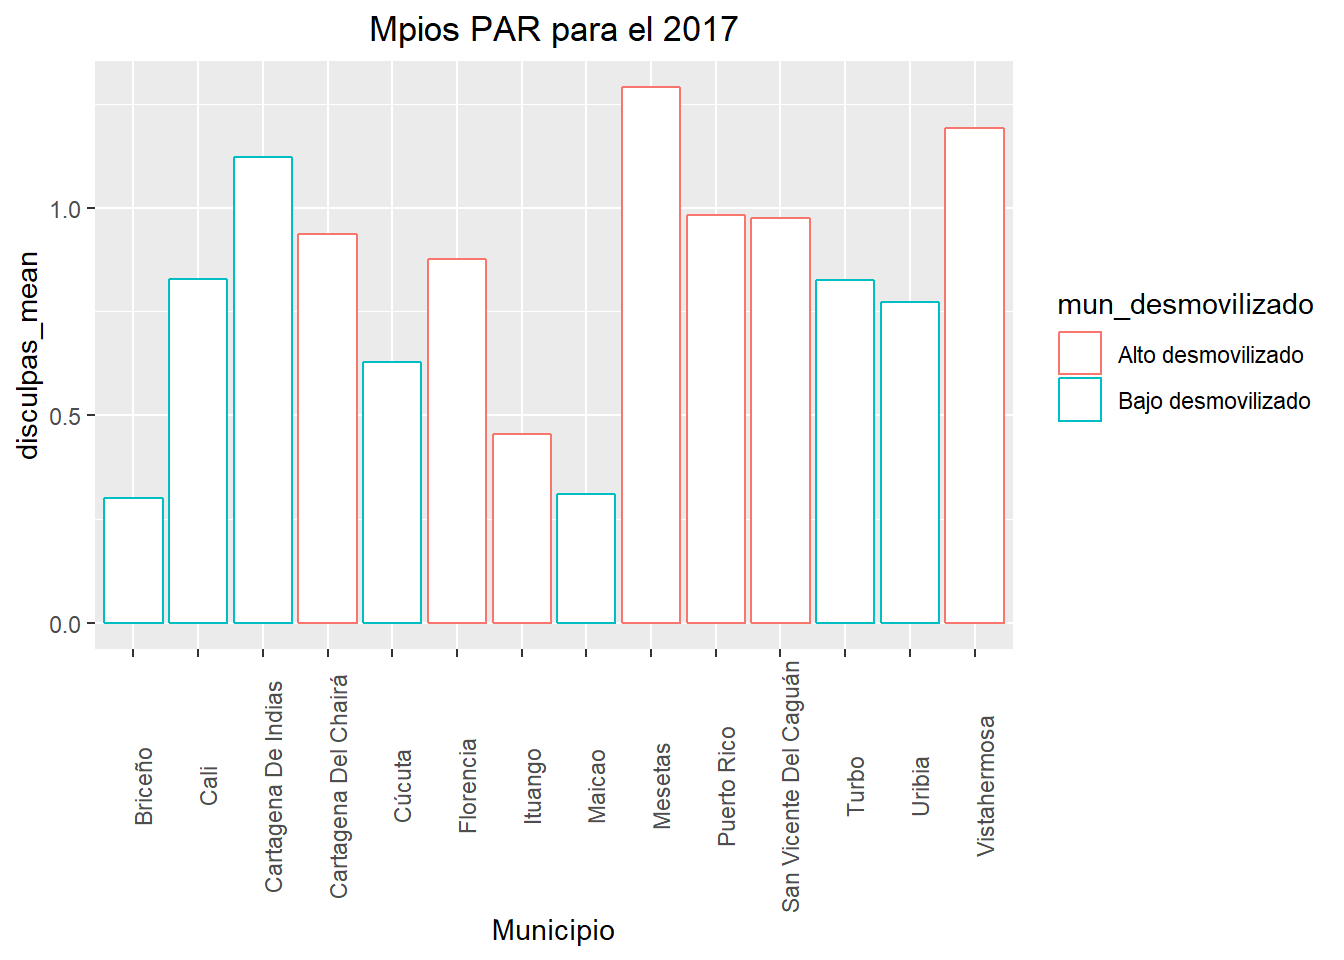 Mpios PAR para el 2017
disculpas_mean
1.0
0.5
0.0
Briceño
Cali
Cartagena De Indias
Cartagena Del Chairá
Cúcuta
Florencia
Ituango
Maicao
Mesetas
Puerto Rico
San Vicente Del Caguán
Turbo
Uribia
Vistahermosa
Municipio
mun_desmovilizado
Alto desmovilizado
Bajo desmovilizado